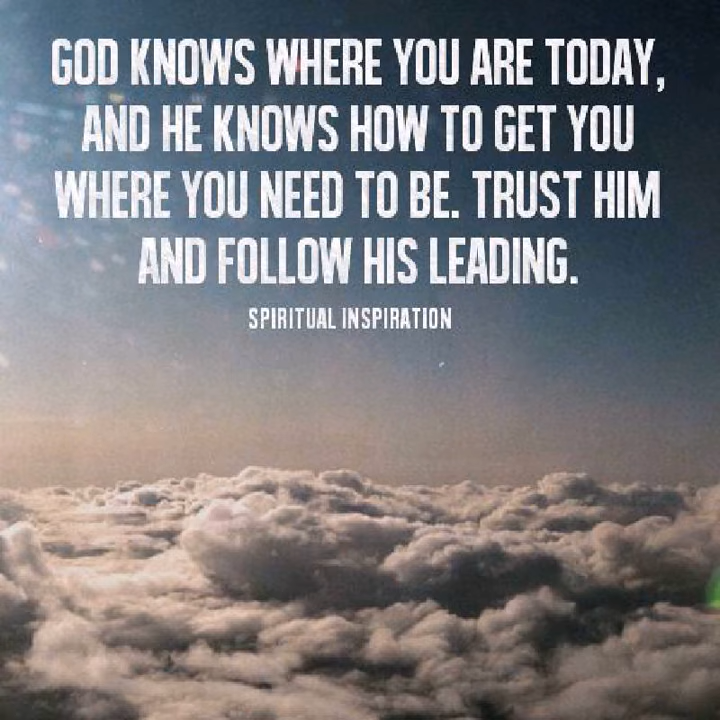 GOD KNOWS WHERE YOU ARE TODAY,
AND HE KNOWS HOW TO GET YOU
WHERE YOU NEED TO BE. TRUST HIM
AND FOLLOW HIS LEADING.
SPIRITUAL INSPIRATION